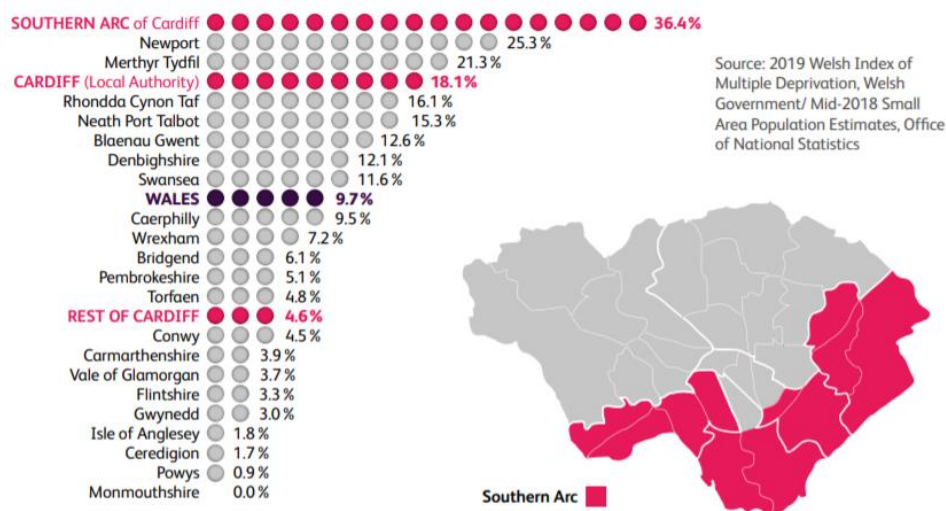 SOUTHERN ARC of Cardiff 36.4%
Newport 25.3%
Merthyr Tydfil 21.3%
CARDIFF (Local Authority) 18.1%
Rhondda Cynon Taf 16.1%
Neath Port Talbot 15.3%
Blaenau Gwent 12.6%
Denbighshire 12.1%
Swansea 11.6%
WALES 9.7%
Caerphilly 9.5%
Wrexham 7.2%
Bridgend 6.1%
Pembrokeshire 5.1%
Torfaen 4.8%
REST OF CARDIFF 4.6%
Conwy 4.5%
Carmarthenshire 3.9%
Vale of Glamorgan 3.7%
Flintshire 3.3%
Gwynedd 3.0%
Isle of Anglesey 1.8%
Ceredigion 1.7%
Powys 0.9%
Monmouthshire 0.0%
Source: 2019 Welsh Index of
Multiple Deprivation, Welsh
Government/ Mid-2018 Small
Area Population Estimates, Office
of National Statistics
Southern Arc